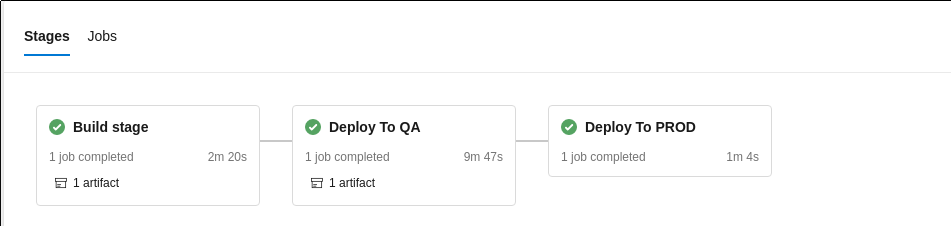 Stages Jobs
Build stage
1 job completed 2m 20s
1 artifact
Deploy To QA
1 job completed 9m 47s
1 artifact
Deploy To PROD
1 job completed 1m 4s